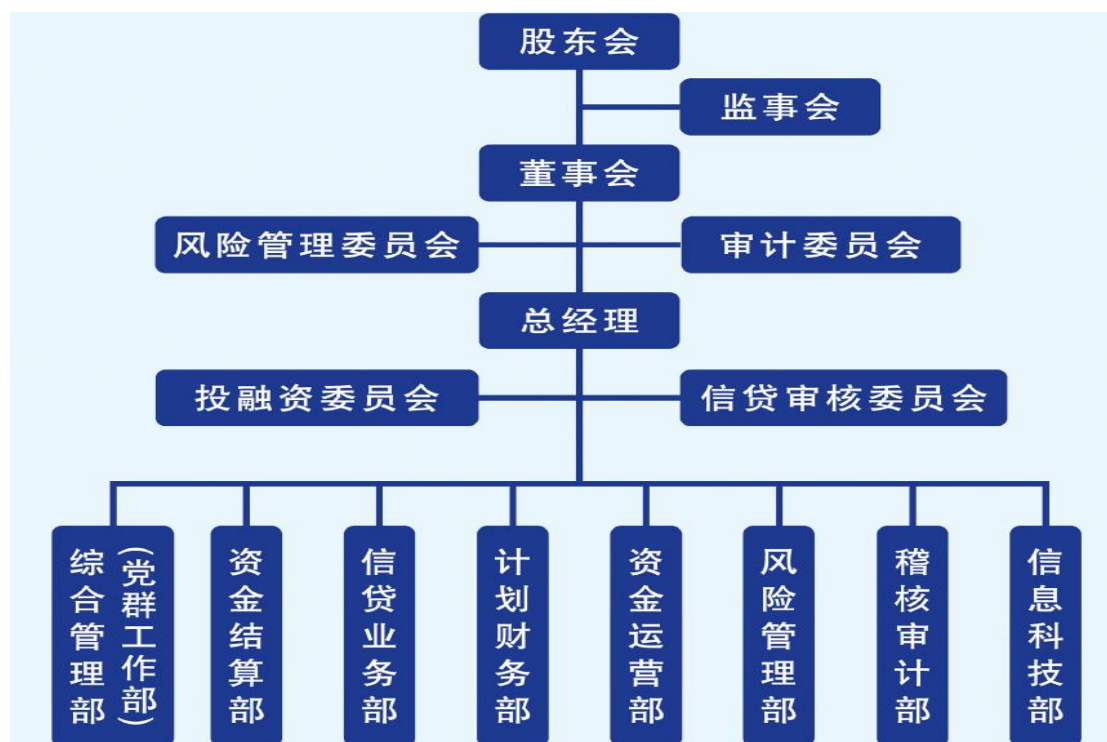 股东会
监事会
董事会
风险管理委员会
审计委员会
总经理
投融资委员会
信贷审核委员会
综合管理部
(党群工作部)
资金结算部
信贷业务部
计划财务部
资金运营部
风险管理部
稽核审计部
信息科技部